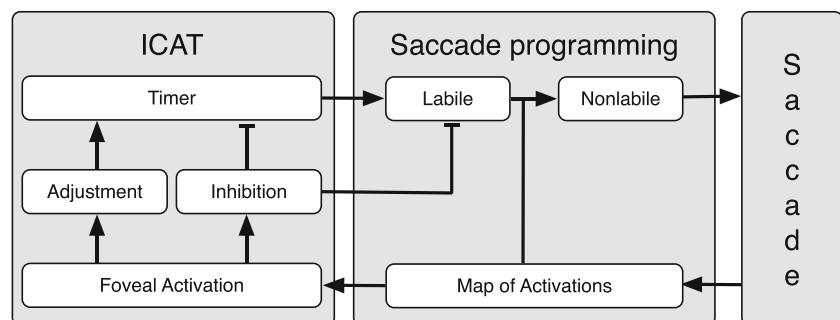 ICAT
Timer
Adjustment
Inhibition
Foveal Activation
Saccade programming
Labile
Nonlabile
Map of Activations
S
a
c
c
a
d
e